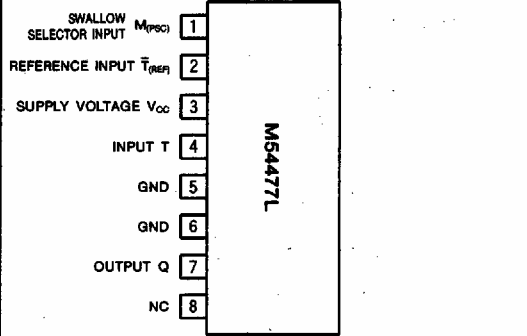 SWALLOW
SELECTOR INPUT M(PSC) 1
REFERENCE INPUT T̅(REF) 2
SUPPLY VOLTAGE VCC 3
INPUT T 4
GND 5
GND 6
OUTPUT Q 7
NC 8
M54477L